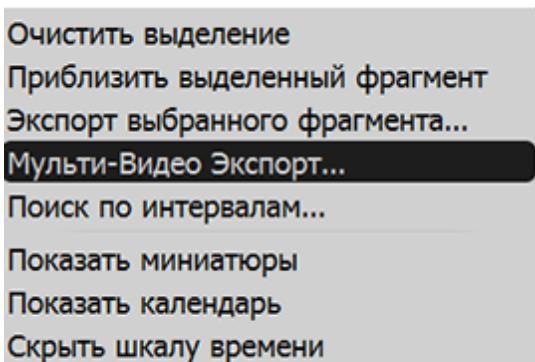 Очистить выделение
Приблизить выделенный фрагмент
Экспорт выбранного фрагмента...
Мульти-Видео Экспорт...
Поиск по интервалам...
Показать миниатюры
Показать календарь
Скрыть шкалу времени